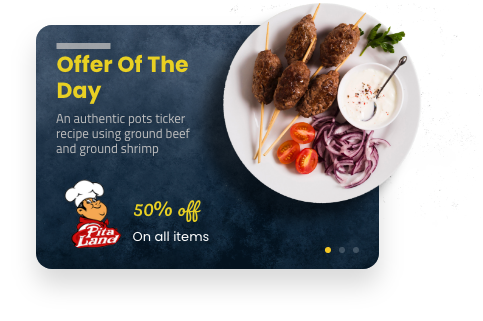 Offer Of The
Day
An authentic pots ticker
recipe using ground beef
and ground shrimp
50% off
On all items
Pita
Land